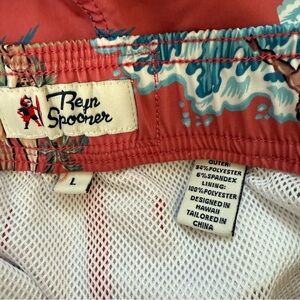 Reyn
Spooner
L
OUTER:
94%POLYESTER
6%SPANDEX
LINING:
100%POLYESTER
DESIGNED IN
HAWAII
TAILORED IN
CHINA